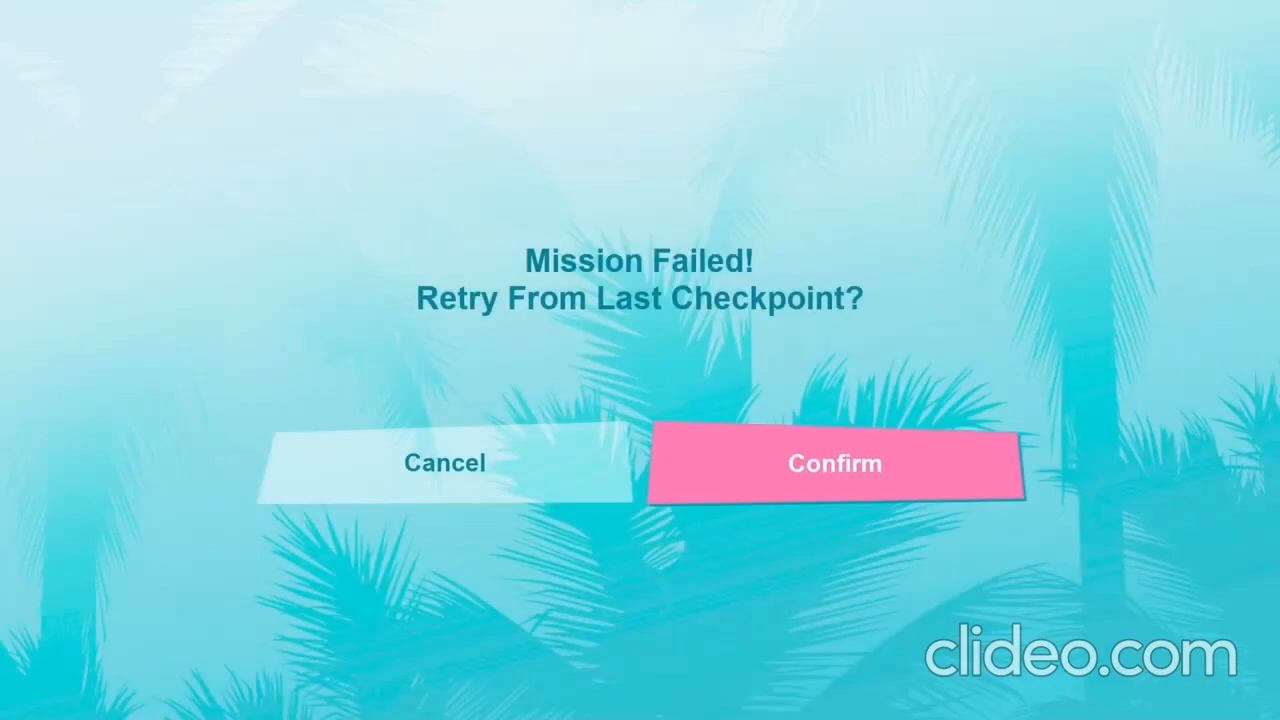 Mission Failed!
Retry From Last Checkpoint?
Cancel
Confirm
clideo.com